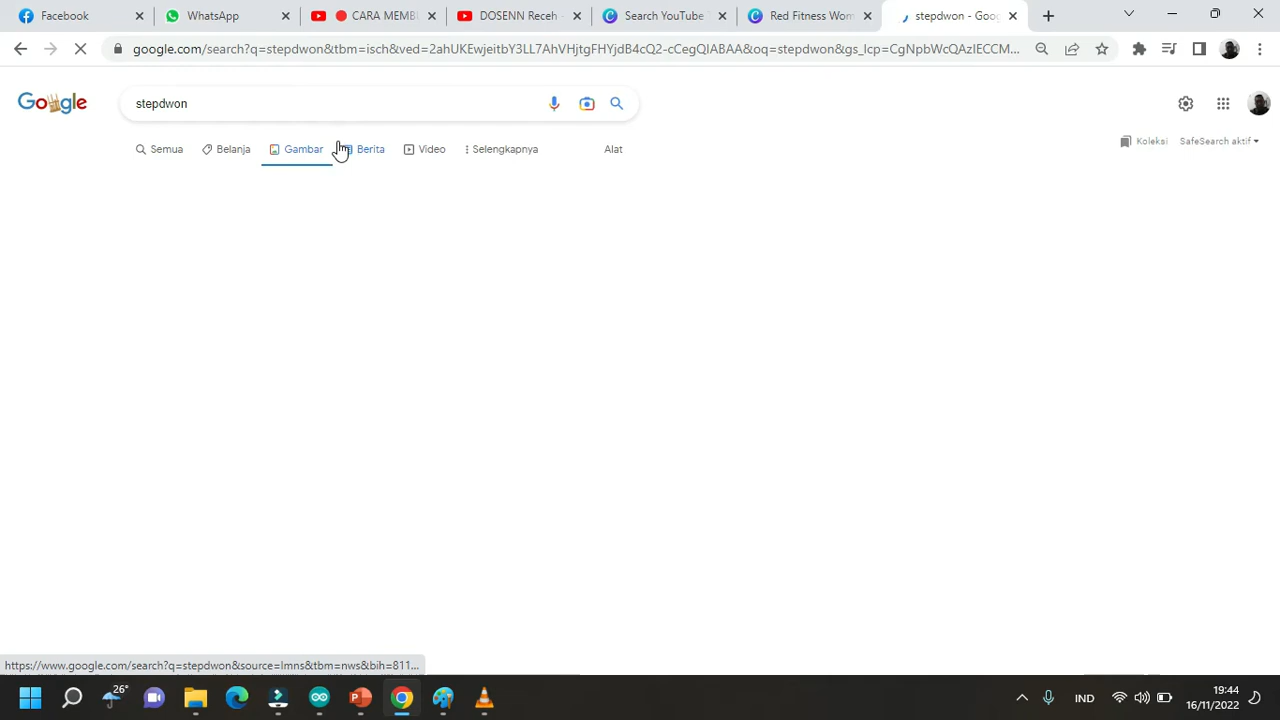 Facebook
WhatsApp
CARA MEMB
DOSENN Receh -
Search YouTube
Red Fitness Wom
stepdwon - Goo
google.com/search?q=stepdwon&tbm=isch&ved=2ahUKEwjeitbY3LL7AhVHjtgFHYjdB4cQ2-cCegQIABAA&oq=stepdwon&gs_lcp=CgNpbWcQAzIECCM...
Google
stepdwon
Semua
Belanja
Gambar
Berita
Video
Selengkapnya
Alat
Koleksi
SafeSearch aktif
https://www.google.com/search?q=stepdwon&source=lmns&tbm=nws&bih=811...
26°
IND
19:44
16/11/2022